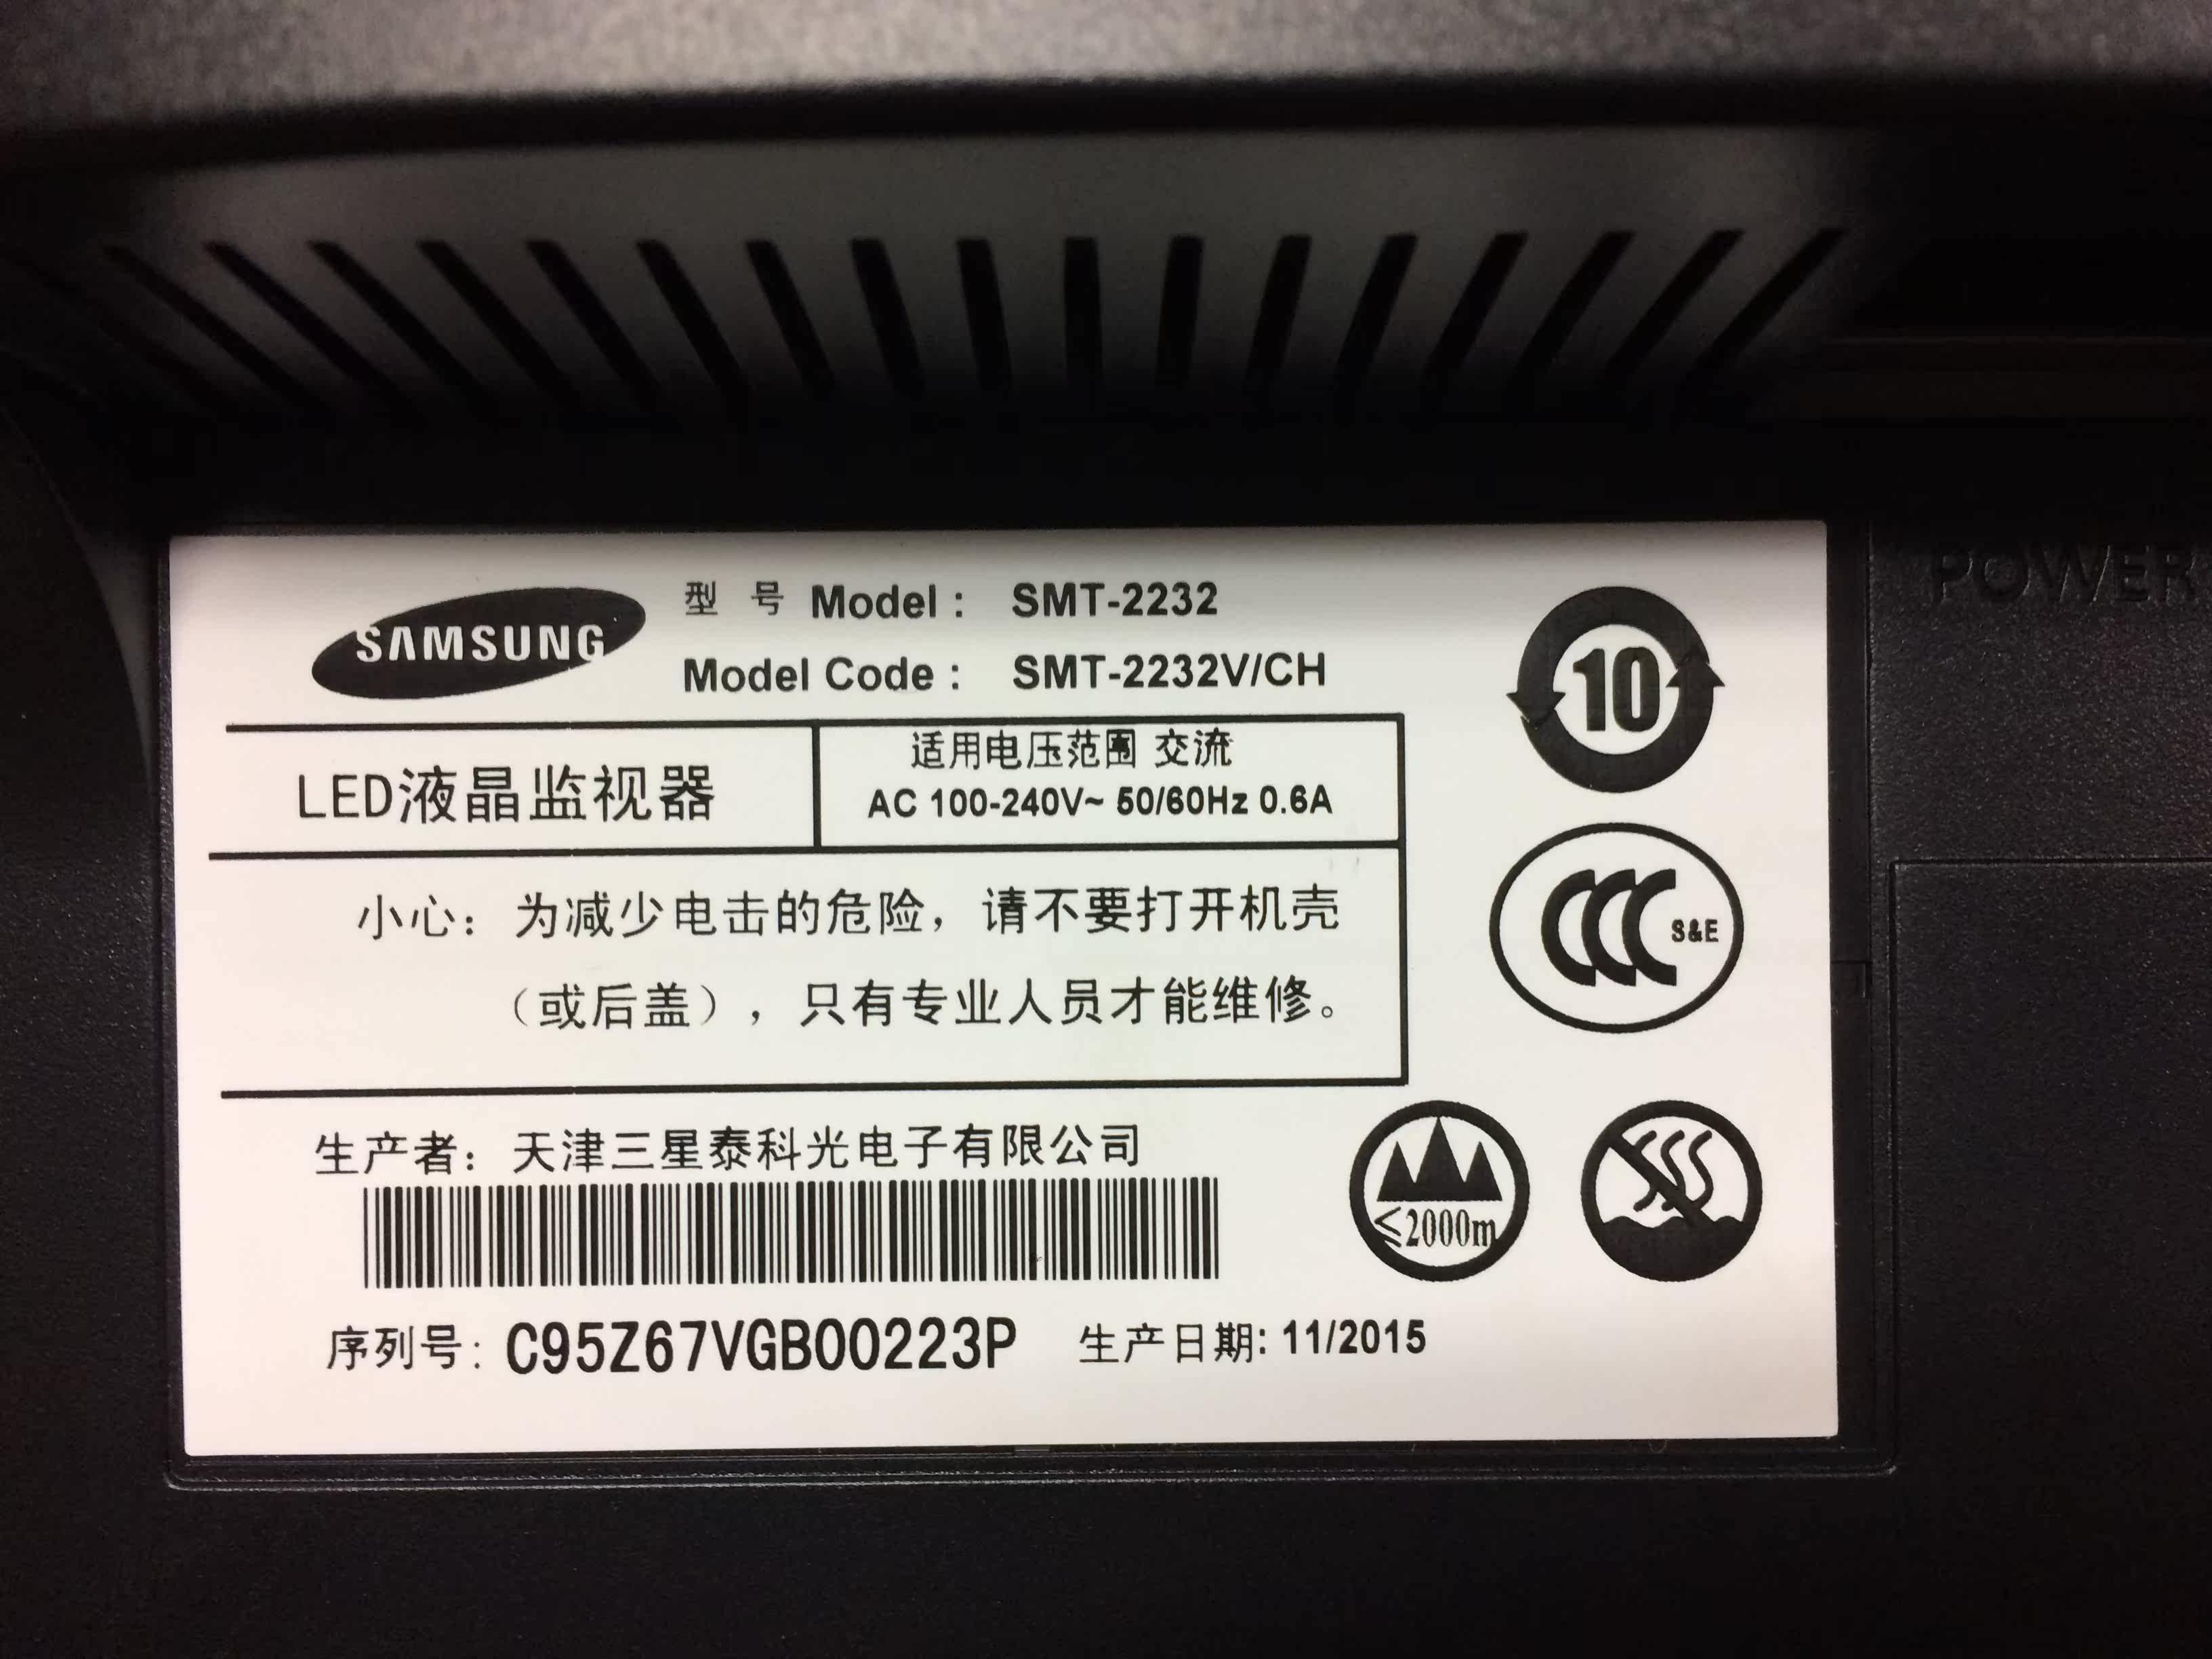 SAMSUNG
型 号 Model : SMT-2232
Model Code : SMT-2232V/CH
10
LED液晶监视器
适用电压范围 交流
AC 100-240V~ 50/60Hz 0.6A
小心：为减少电击的危险，请不要打开机壳
（或后盖），只有专业人员才能维修。
CCC S&E
生产者：天津三星泰科光电子有限公司
≤2000m
序列号: C95Z67VGB00223P 生产日期: 11/2015
POWER